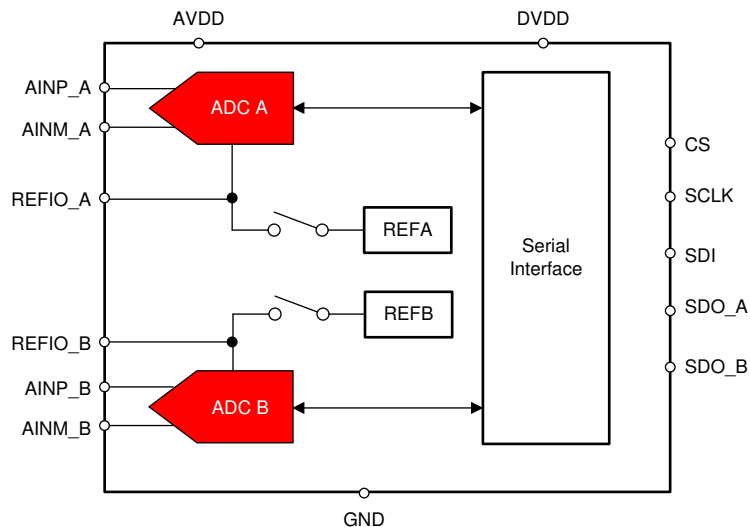 AVDD
DVDD
AINP_A
ADC A
AINM_A
CS
REFIO_A
SCLK
REFA
Serial
Interface
SDI
REFB
SDO_A
REFIO_B
SDO_B
AINP_B
ADC B
AINM_B
GND